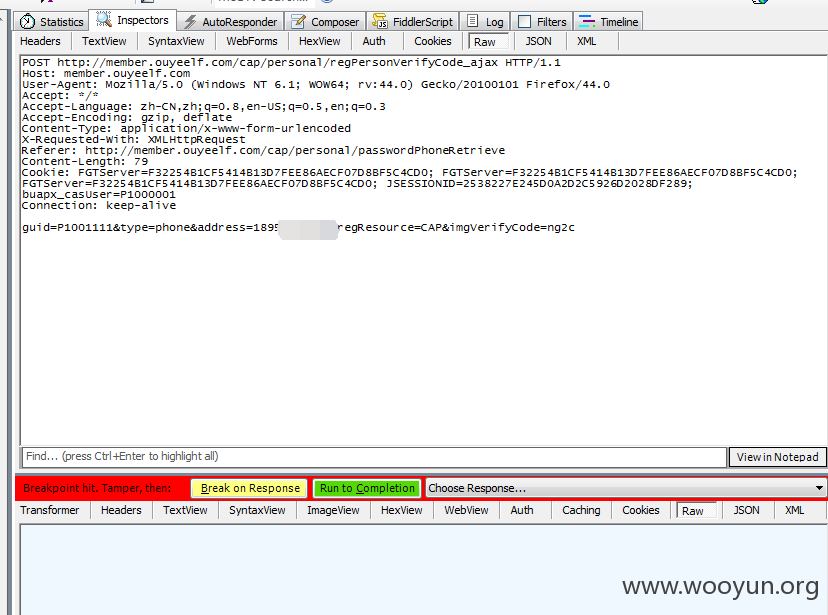 Statistics Inspectors AutoResponder Composer FiddlerScript Log Filters Timeline
Headers TextView SyntaxView WebForms HexView Auth Cookies Raw JSON XML
POST http://member.ouyeelf.com/cap/personal/regPersonVerifyCode_ajax HTTP/1.1
Host: member.ouyeelf.com
User-Agent: Mozilla/5.0 (Windows NT 6.1; WOW64; rv:44.0) Gecko/20100101 Firefox/44.0
Accept: */*
Accept-Language: zh-CN,zh;q=0.8,en-US;q=0.5,en;q=0.3
Accept-Encoding: gzip, deflate
Content-Type: application/x-www-form-urlencoded
X-Requested-With: XMLHttpRequest
Referer: http://member.ouyeelf.com/cap/personal/passwordPhoneRetrieve
Content-Length: 79
Cookie: FGTServer=F32254B1CF5414B13D7FEE86AECF07D8BF5C4CD0; FGTServer=F32254B1CF5414B13D7FEE86AECF07D8BF5C4CD0;
FGTServer=F32254B1CF5414B13D7FEE86AECF07D8BF5C4CD0; JSESSIONID=2538227E245D0A2D2C5926D2028DF289;
buapx_casUser=P1000001
Connection: keep-alive
guid=P1001111&type=phone&address=1895 regResource=CAP&imgVerifyCode=ng2c
Find... (press Ctrl+Enter to highlight all) View in Notepad
Breakpoint hit. Tamper, then: Break on Response Run to Completion Choose Response...
Transformer Headers TextView SyntaxView ImageView HexView WebView Auth Caching Cookies Raw JSON XML
www.wooyun.org